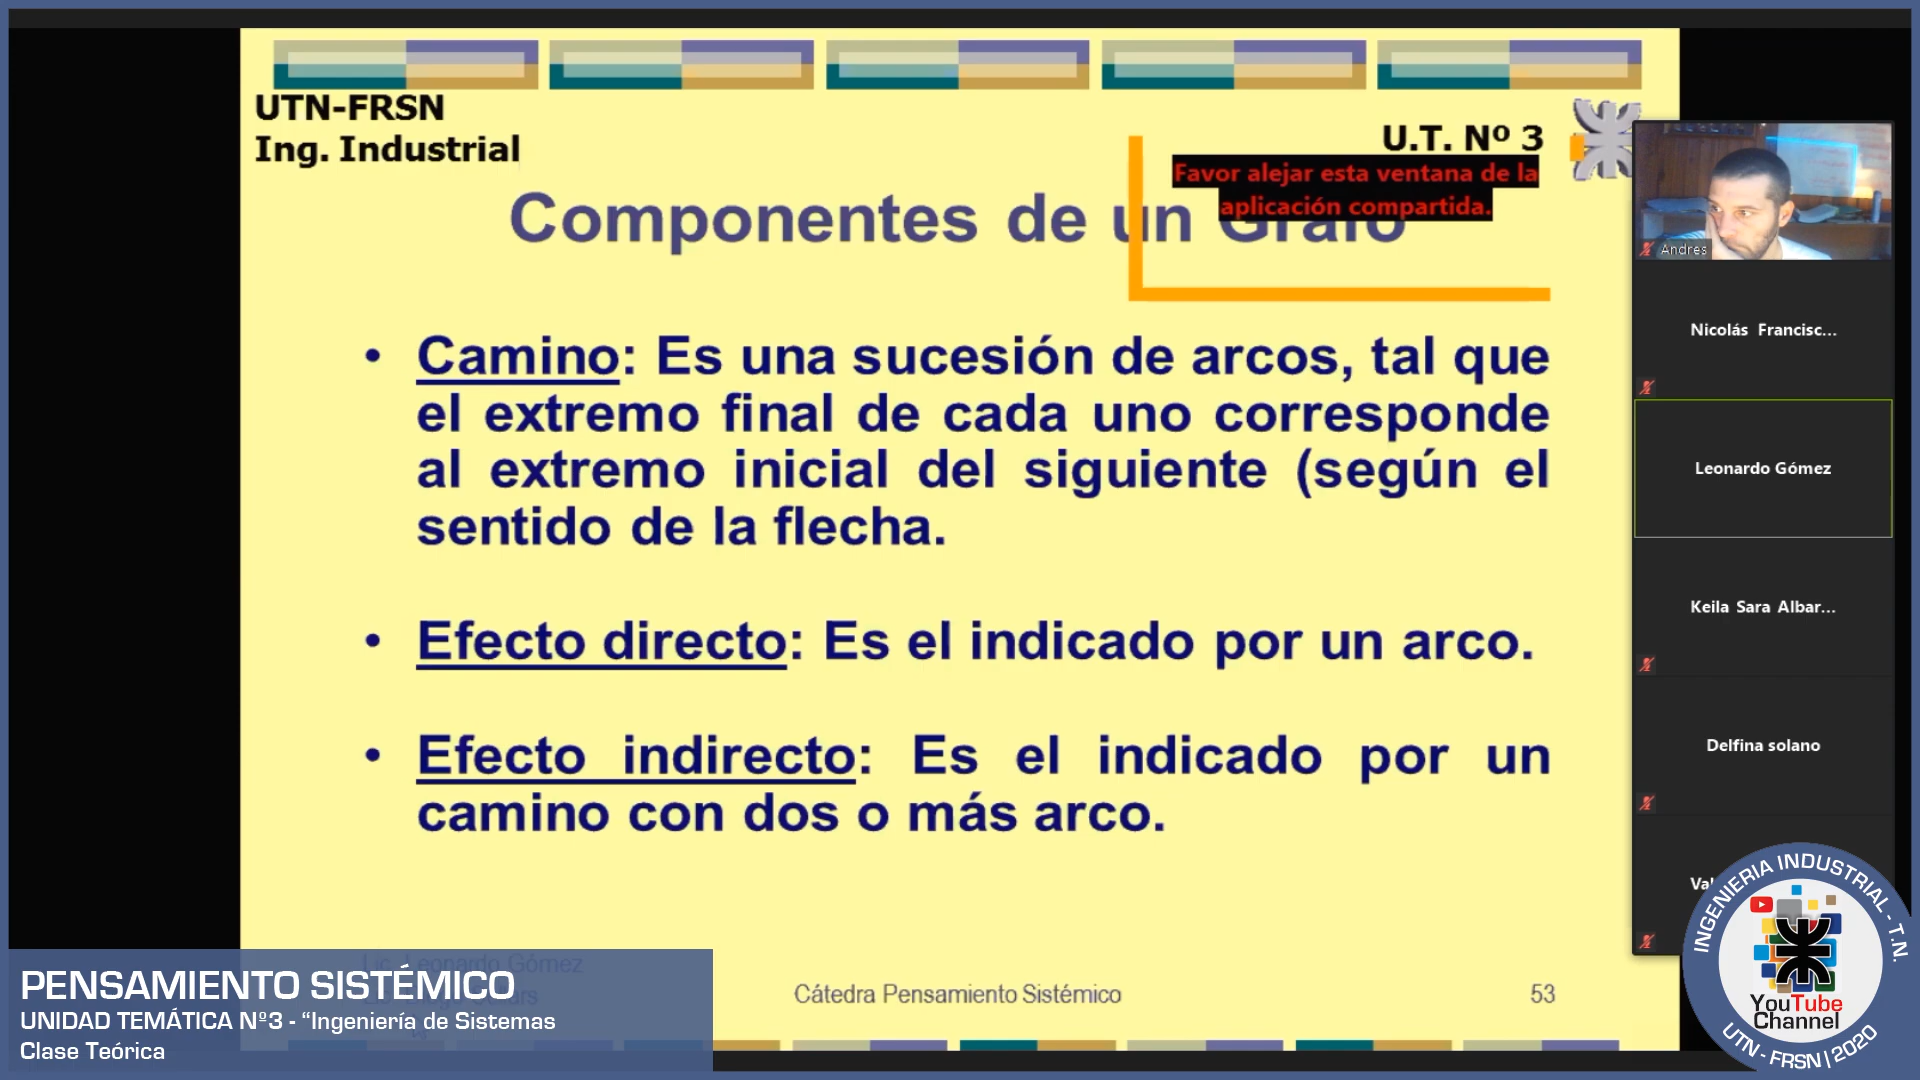 UTN-FRSN
Ing. Industrial
U.T. Nº 3
Favor alejar esta ventana de la
aplicación compartida.
Componentes de un Grafo
• Camino: Es una sucesión de arcos, tal que
el extremo final de cada uno corresponde
al extremo inicial del siguiente (según el
sentido de la flecha.
• Efecto directo: Es el indicado por un arco.
• Efecto indirecto: Es el indicado por un
camino con dos o más arco.
Lic. Leonardo Gómez
Cátedra Pensamiento Sistémico
53
PENSAMIENTO SISTÉMICO
UNIDAD TEMÁTICA Nº3 - “Ingeniería de Sistemas
Clase Teórica
Andres
Nicolás Francisc...
Leonardo Gómez
Keila Sara Albar...
Delfina solano
INGENIERIA INDUSTRIAL - T.N.
YouTube
Channel
UTN - FRSN | 2020